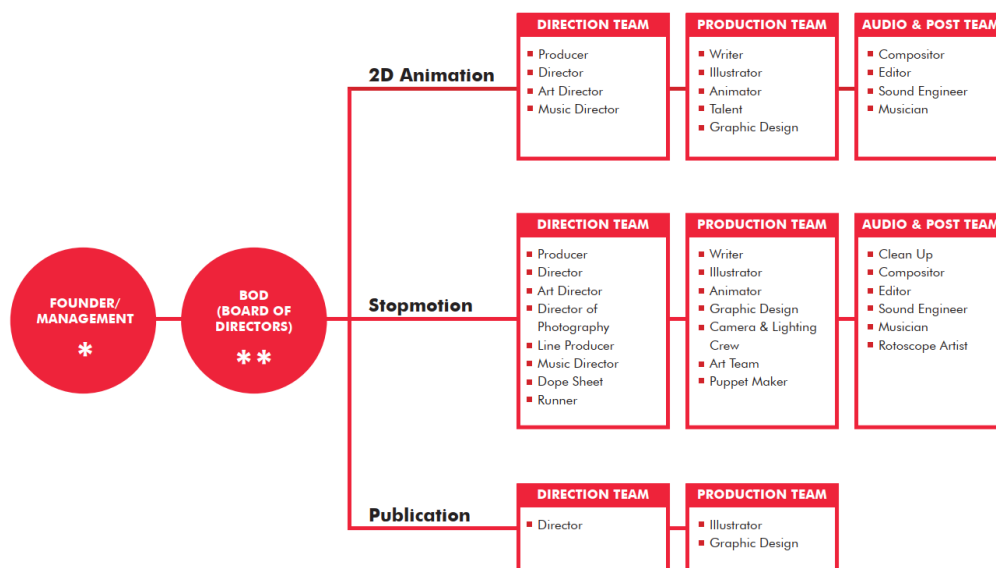 FOUNDER/
MANAGEMENT
*
BOD
(BOARD OF
DIRECTORS)
**
2D Animation
DIRECTION TEAM
Producer
Director
Art Director
Music Director
PRODUCTION TEAM
Writer
Illustrator
Animator
Talent
Graphic Design
AUDIO & POST TEAM
Compositor
Editor
Sound Engineer
Musician
Stopmotion
DIRECTION TEAM
Producer
Director
Art Director
Director of
Photography
Line Producer
Music Director
Dope Sheet
Runner
PRODUCTION TEAM
Writer
Illustrator
Animator
Graphic Design
Camera & Lighting
Crew
Art Team
Puppet Maker
AUDIO & POST TEAM
Clean Up
Compositor
Editor
Sound Engineer
Musician
Rotoscope Artist
Publication
DIRECTION TEAM
Director
PRODUCTION TEAM
Illustrator
Graphic Design